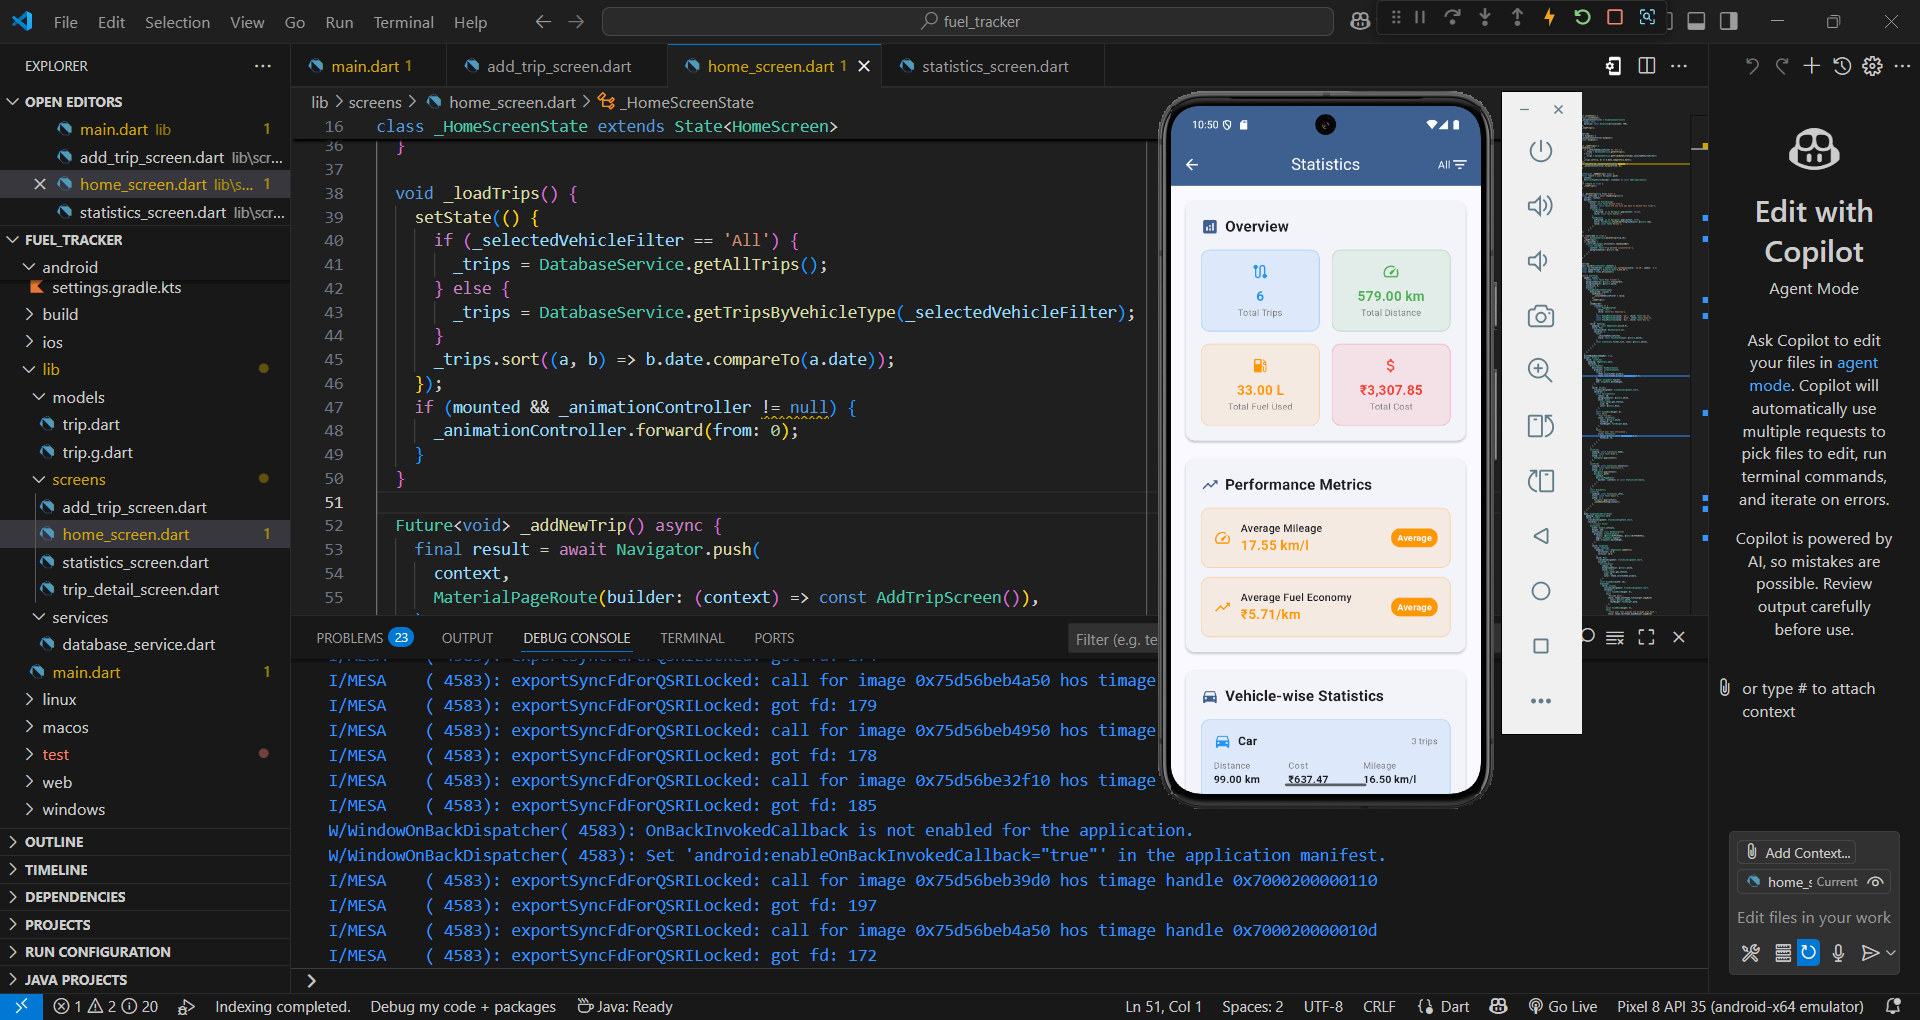 File Edit Selection View Go Run Terminal Help
fuel_tracker
EXPLORER
OPEN EDITORS
main.dart lib 1
add_trip_screen.dart lib\scr...
home_screen.dart lib\s... 1
statistics_screen.dart lib\scr...
FUEL_TRACKER
android
settings.gradle.kts
build
ios
lib
models
trip.dart
trip.g.dart
screens
add_trip_screen.dart
home_screen.dart 1
statistics_screen.dart
trip_detail_screen.dart
services
database_service.dart
main.dart 1
linux
macos
test
web
windows
OUTLINE
TIMELINE
DEPENDENCIES
PROJECTS
RUN CONFIGURATION
JAVA PROJECTS
main.dart 1 add_trip_screen.dart home_screen.dart 1 statistics_screen.dart
lib > screens > home_screen.dart > _HomeScreenState
16 class _HomeScreenState extends State<HomeScreen>
36 }
37
38 void _loadTrips() {
39 setState(() {
40 if (_selectedVehicleFilter == 'All') {
41 _trips = DatabaseService.getAllTrips();
42 } else {
43 _trips = DatabaseService.getTripsByVehicleType(_selectedVehicleFilter);
44 }
45 _trips.sort((a, b) => b.date.compareTo(a.date));
46 });
47 if (mounted && _animationController != null) {
48 _animationController.forward(from: 0);
49 }
50 }
51
52 Future<void> _addNewTrip() async {
53 final result = await Navigator.push(
54 context,
55 MaterialPageRoute(builder: (context) => const AddTripScreen()),
PROBLEMS 23 OUTPUT DEBUG CONSOLE TERMINAL PORTS
Filter (e.g. te
I/MESA ( 4583): exportSyncFdForQSRILocked: call for image 0x75d56beb4a50 hos timage
I/MESA ( 4583): exportSyncFdForQSRILocked: got fd: 179
I/MESA ( 4583): exportSyncFdForQSRILocked: call for image 0x75d56beb4950 hos timage
I/MESA ( 4583): exportSyncFdForQSRILocked: got fd: 178
I/MESA ( 4583): exportSyncFdForQSRILocked: call for image 0x75d56be32f10 hos timage
I/MESA ( 4583): exportSyncFdForQSRILocked: got fd: 185
W/WindowOnBackDispatcher( 4583): OnBackInvokedCallback is not enabled for the application.
W/WindowOnBackDispatcher( 4583): Set 'android:enableOnBackInvokedCallback="true"' in the application manifest.
I/MESA ( 4583): exportSyncFdForQSRILocked: call for image 0x75d56beb39d0 hos timage handle 0x7000200000110
I/MESA ( 4583): exportSyncFdForQSRILocked: got fd: 197
I/MESA ( 4583): exportSyncFdForQSRILocked: call for image 0x75d56beb4a50 hos timage handle 0x700020000010d
I/MESA ( 4583): exportSyncFdForQSRILocked: got fd: 172
10:50
Statistics
All
Overview
6
Total Trips
579.00 km
Total Distance
33.00 L
Total Fuel Used
₹3,307.85
Total Cost
Performance Metrics
Average Mileage
17.55 km/l
Average
Average Fuel Economy
₹5.71/km
Average
Vehicle-wise Statistics
Car
3 trips
Distance Cost Mileage
99.00 km ₹637.47 16.50 km/l
Edit with
Copilot
Agent Mode
Ask Copilot to edit
your files in agent
mode. Copilot will
automatically use
multiple requests to
pick files to edit, run
terminal commands,
and iterate on errors.
Copilot is powered by
AI, so mistakes are
possible. Review
output carefully
before use.
or type # to attach
context
Add Context...
home_s Current
Edit files in your work
1 2 20 Indexing completed. Debug my code + packages Java: Ready
Ln 51, Col 1 Spaces: 2 UTF-8 CRLF Dart Go Live Pixel 8 API 35 (android-x64 emulator)